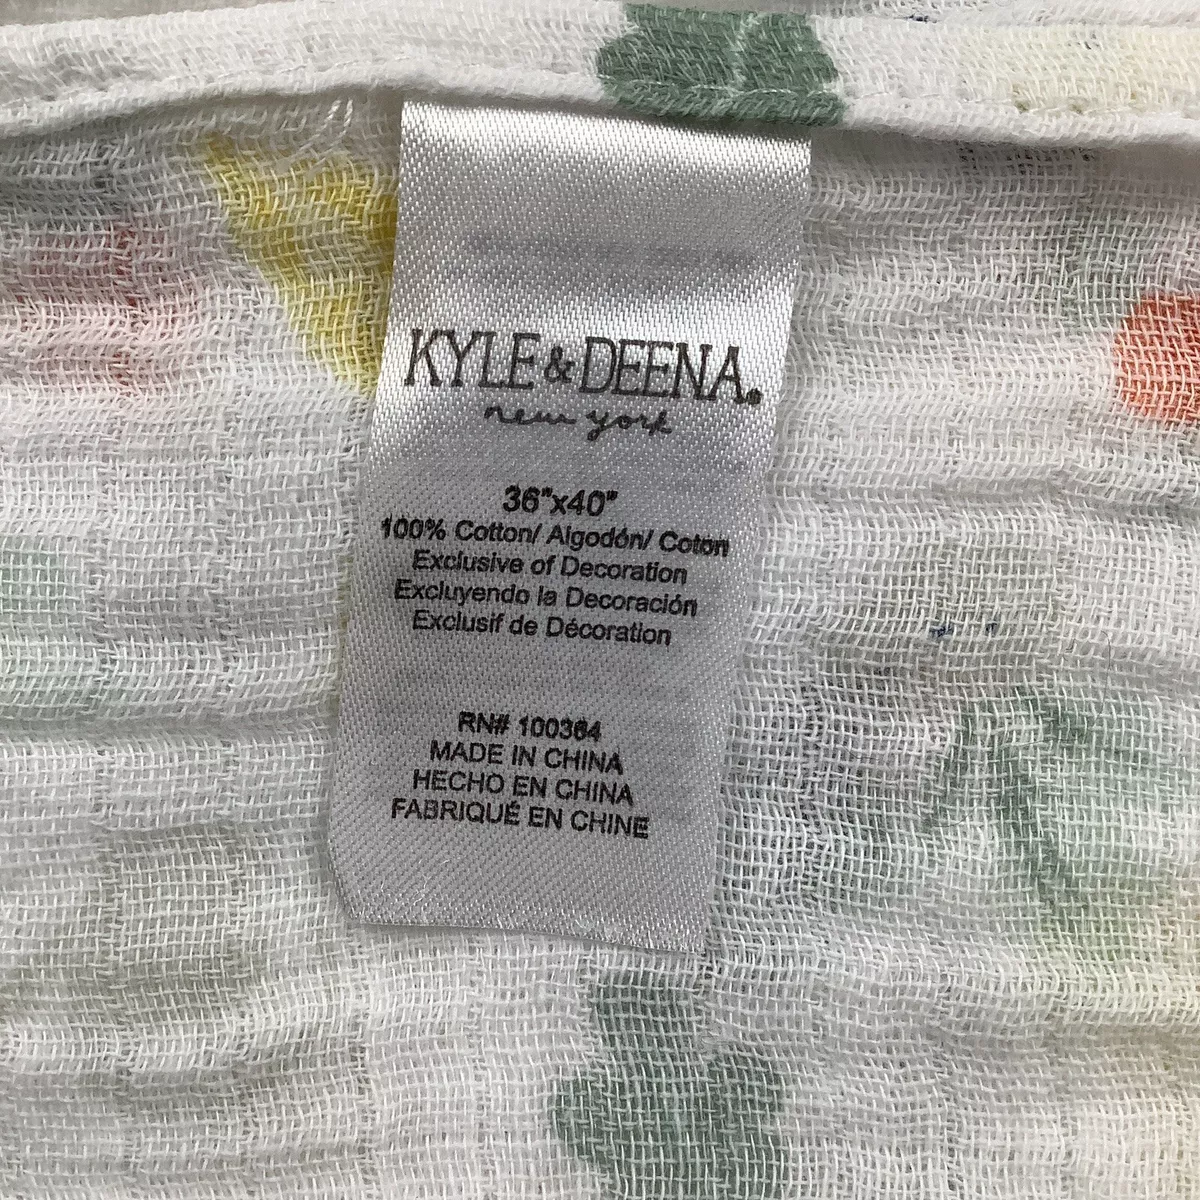 KYLE & DEENA.
new york
36"x40"
100% Cotton/ Algodón/ Coton
Exclusive of Decoration
Excluyendo la Decoración
Exclusif de Décoration
RN# 100364
MADE IN CHINA
HECHO EN CHINA
FABRIQUÉ EN CHINE